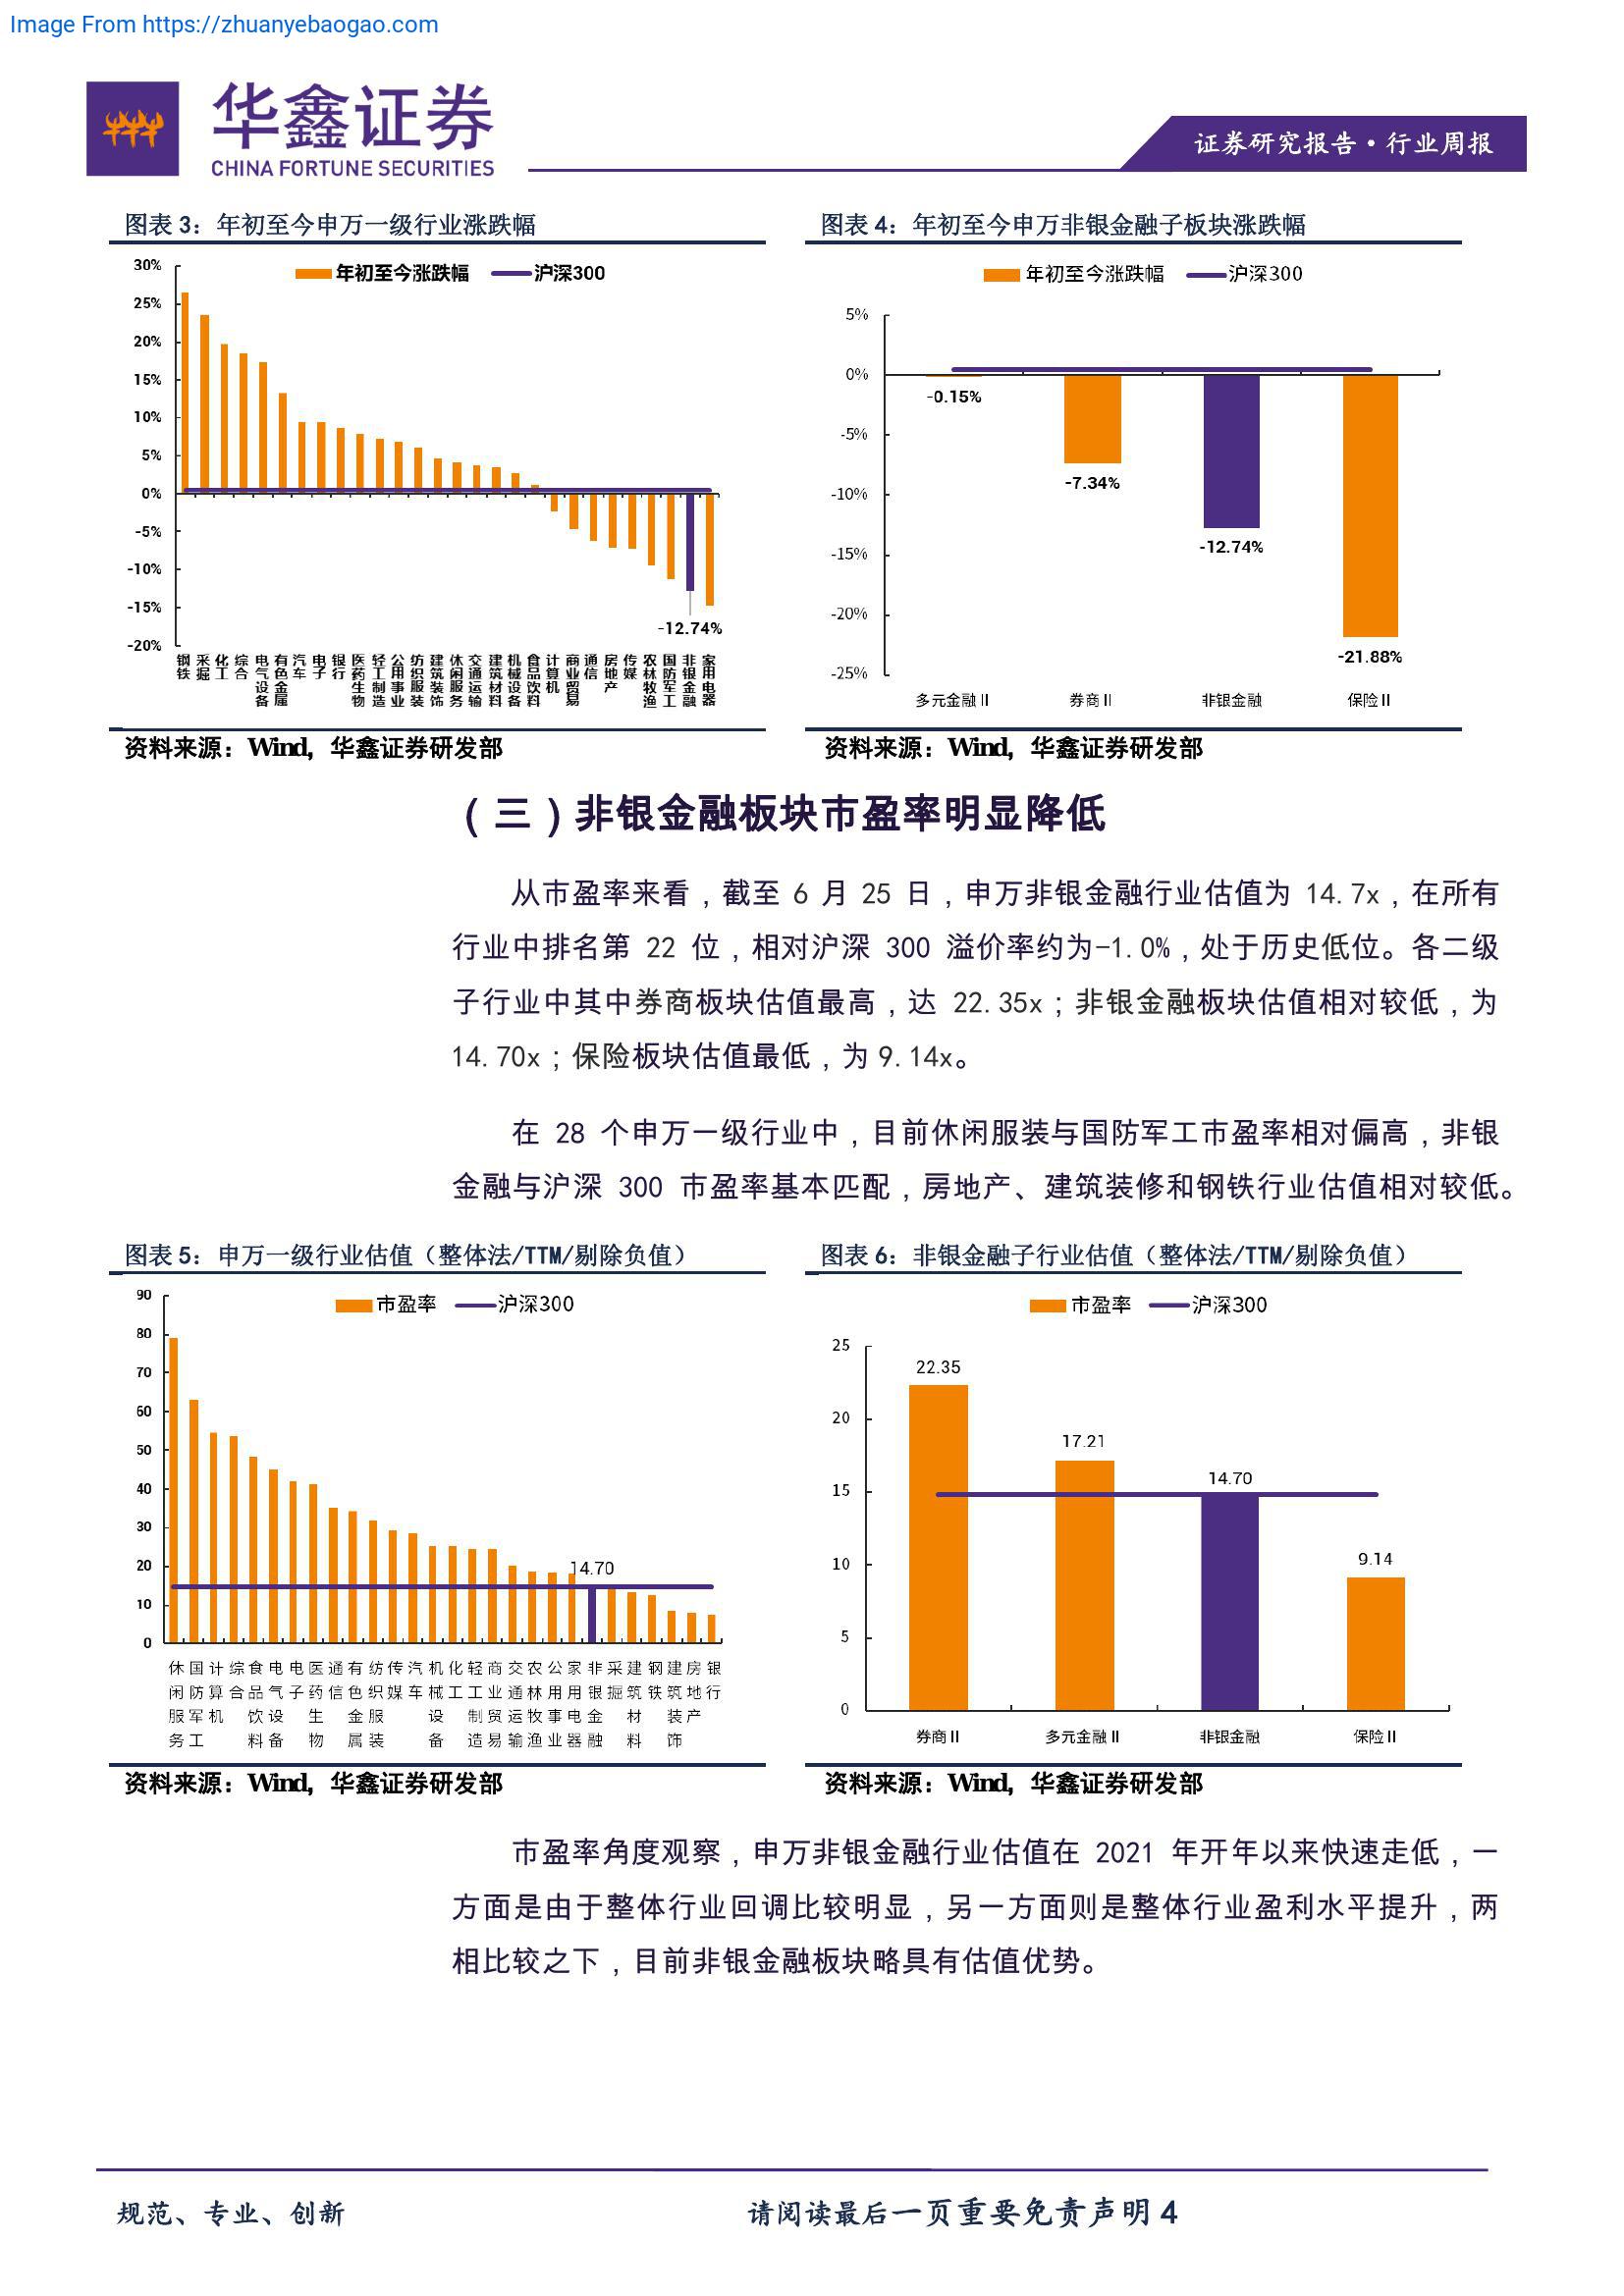 Image From https://zhuanyebaogao.com
华鑫证券
CHINA FORTUNE SECURITIES
证券研究报告·行业周报
图表 3：年初至今申万一级行业涨跌幅
年初至今涨跌幅 沪深300
30%
25%
20%
15%
10%
5%
0%
-5%
-10%
-15%
-20%
-12.74%
钢铁 采掘 化工 综合 电气设备 有色金属 汽车 电子 银行 医药生物 轻工制造 公用事业 纺织服装 建筑装饰 休闲服务 交通运输 建筑材料 机械设备 食品饮料 计算机 商业贸易 通信 房地产 传媒 农林牧渔 国防军工 非银金融 家用电器
资料来源：Wind, 华鑫证券研发部
图表 4：年初至今申万非银金融子板块涨跌幅
年初至今涨跌幅 沪深300
5%
0%
-5%
-10%
-15%
-20%
-25%
-0.15%
-7.34%
-12.74%
-21.88%
多元金融Ⅱ 券商Ⅱ 非银金融 保险Ⅱ
资料来源：Wind, 华鑫证券研发部
（三）非银金融板块市盈率明显降低
从市盈率来看，截至 6 月 25 日，申万非银金融行业估值为 14.7x，在所有
行业中排名第 22 位，相对沪深 300 溢价率约为-1.0%，处于历史低位。各二级
子行业中其中券商板块估值最高，达 22.35x；非银金融板块估值相对较低，为
14.70x；保险板块估值最低，为 9.14x。
在 28 个申万一级行业中，目前休闲服装与国防军工市盈率相对偏高，非银
金融与沪深 300 市盈率基本匹配，房地产、建筑装修和钢铁行业估值相对较低。
图表 5：申万一级行业估值（整体法/TTM/剔除负值）
市盈率 沪深300
90
80
70
60
50
40
30
20
10
0
14.70
休闲服务 国防军工 计算机 综合 食品饮料 电气设备 电子 医药生物 通信 有色金属 纺织服装 传媒 汽车 机械设备 化工 轻工制造 商业贸易 交通运输 农林牧渔 公用事业 家用电器 非银金融 采掘 建筑材料 钢铁 建筑装饰 房地产 银行
资料来源：Wind, 华鑫证券研发部
图表 6：非银金融子行业估值（整体法/TTM/剔除负值）
市盈率 沪深300
25
20
15
10
5
0
22.35
17.21
14.70
9.14
券商Ⅱ 多元金融Ⅱ 非银金融 保险Ⅱ
资料来源：Wind, 华鑫证券研发部
市盈率角度观察，申万非银金融行业估值在 2021 年开年以来快速走低，一
方面是由于整体行业回调比较明显，另一方面则是整体行业盈利水平提升，两
相比较之下，目前非银金融板块略具有估值优势。
规范、专业、创新
请阅读最后一页重要免责声明 4